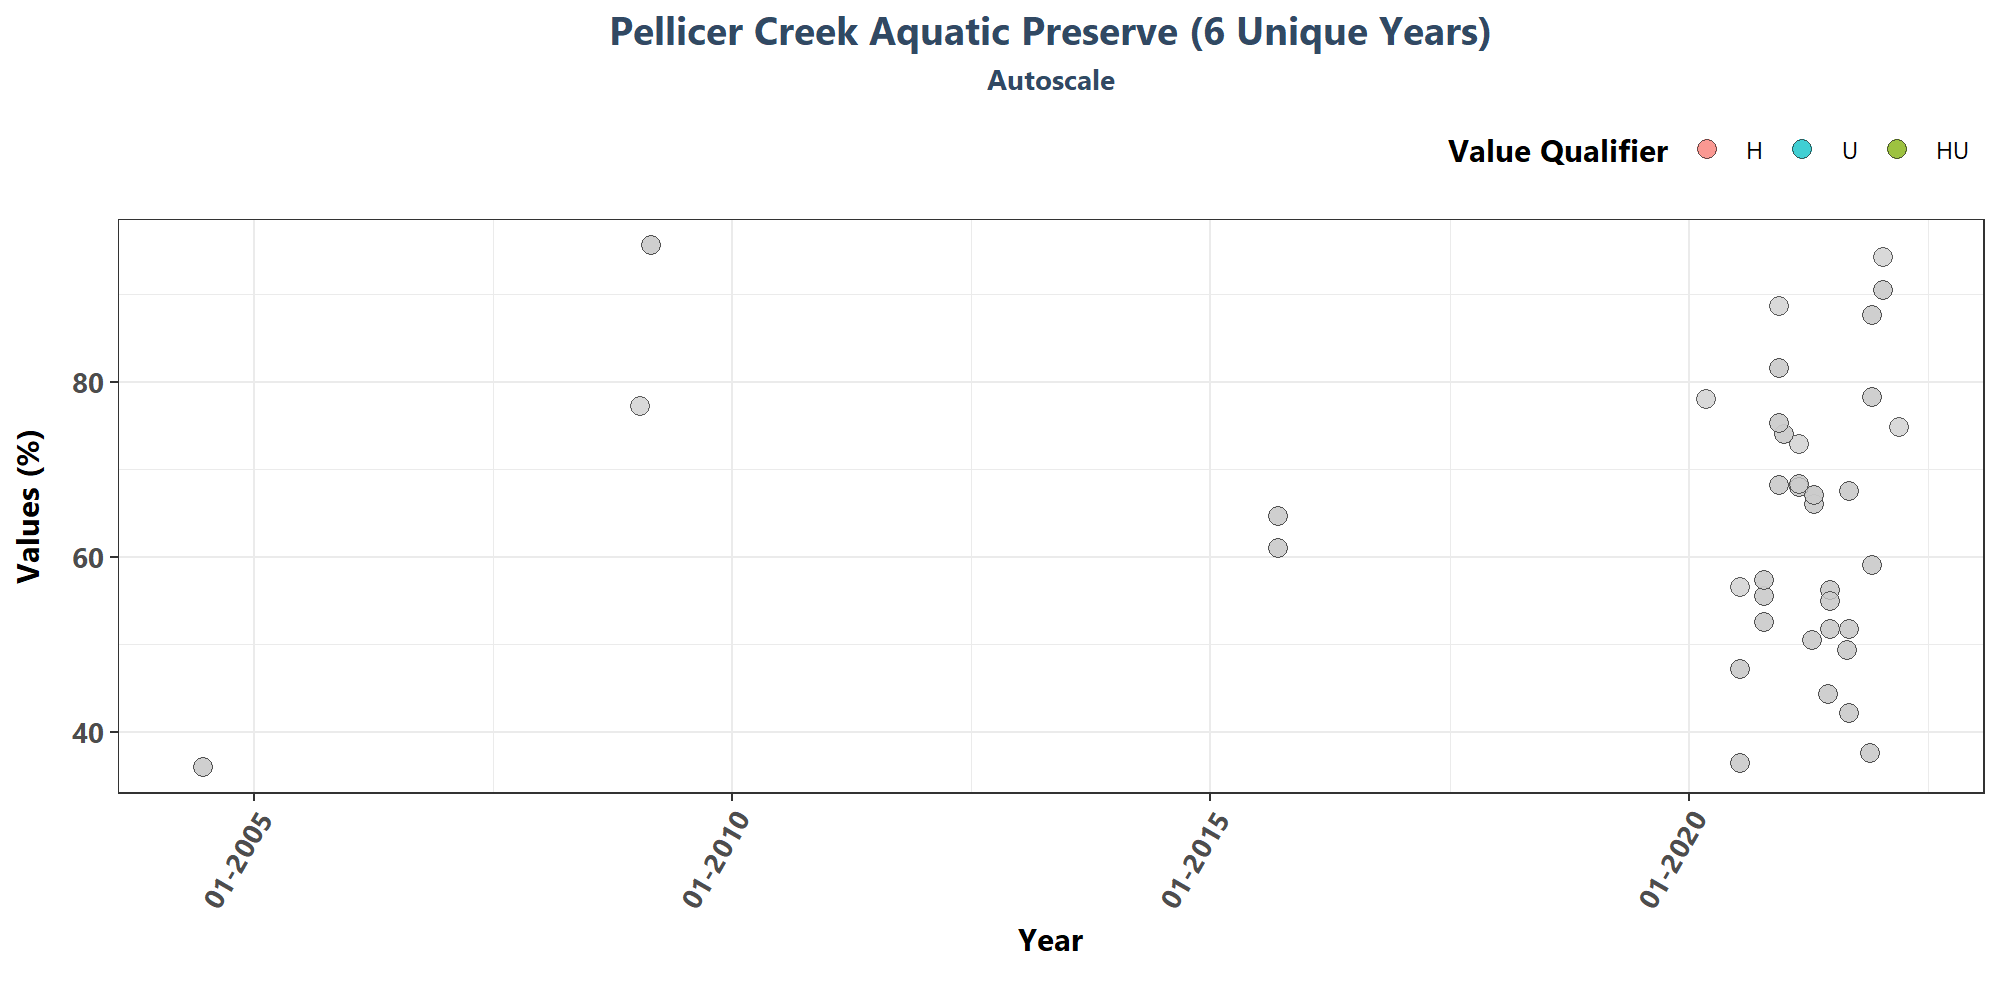 Pellicer Creek Aquatic Preserve (6 Unique Years)
Autoscale
Value Qualifier H U HU
80
60
40
Values (%)
01-2005 01-2010 01-2015 01-2020
Year